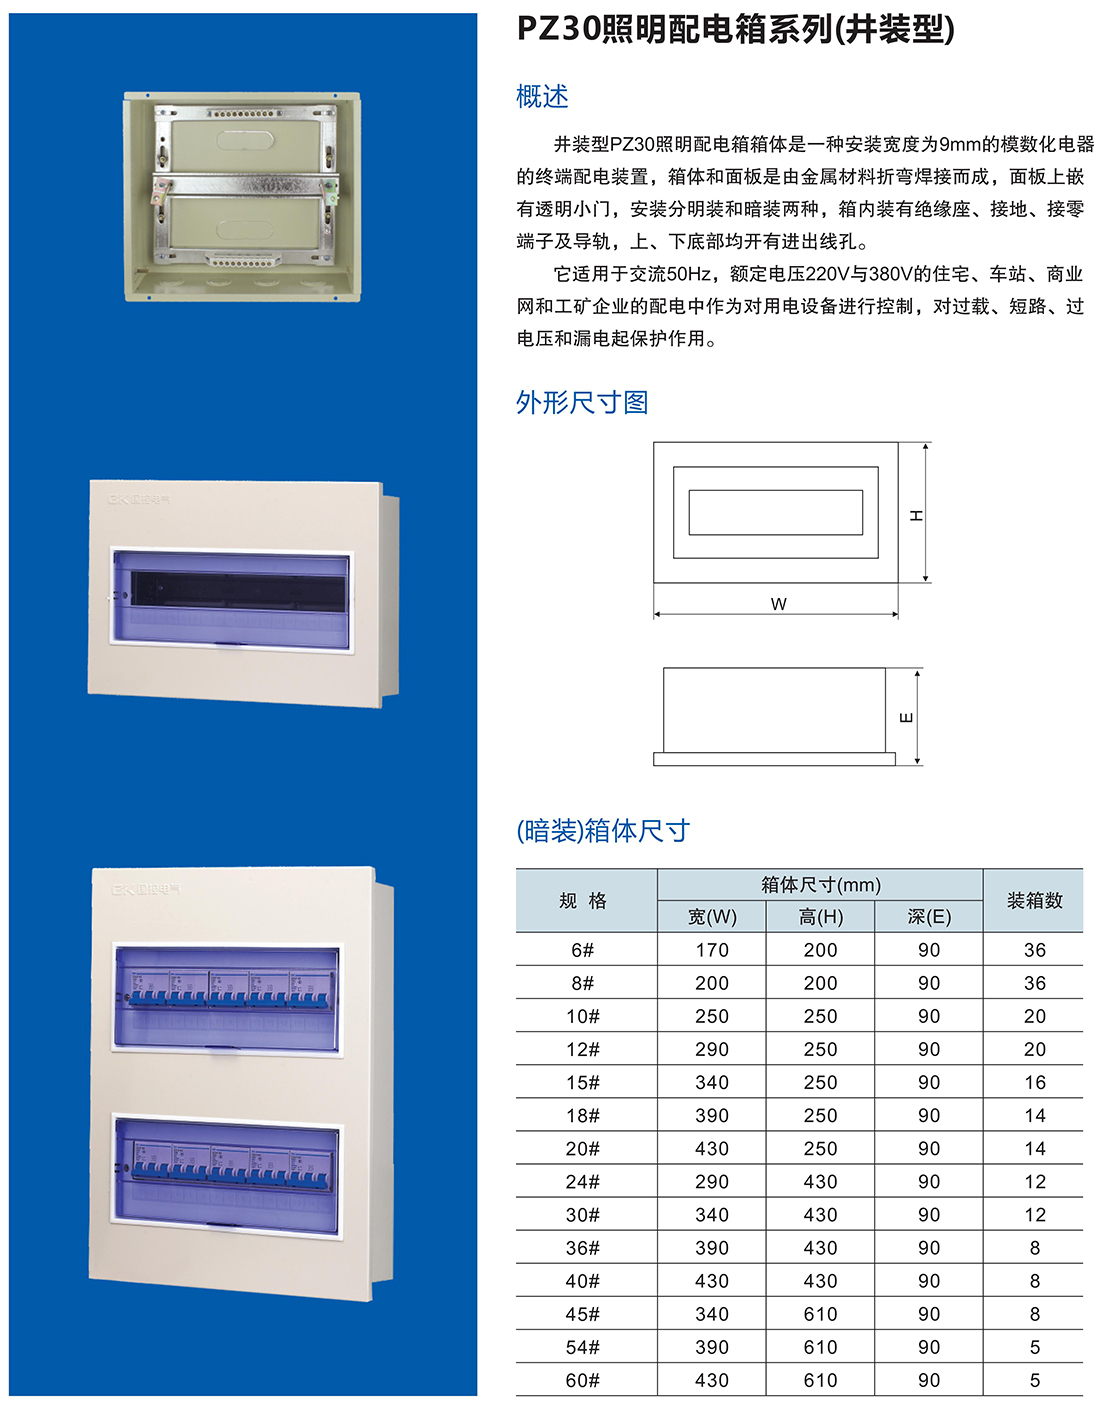 PZ30照明配电箱系列(井装型)
概述
井装型PZ30照明配电箱箱体是一种安装宽度为9mm的模数化电器
的终端配电装置，箱体和面板是由金属材料折弯焊接而成，面板上嵌
有透明小门，安装分明装和暗装两种，箱内装有绝缘座、接地、接零
端子及导轨，上、下底部均开有进出线孔。
它适用于交流50Hz，额定电压220V与380V的住宅、车站、商业
网和工矿企业的配电中作为对用电设备进行控制，对过载、短路、过
电压和漏电起保护作用。
外形尺寸图
H
W
E
(暗装)箱体尺寸
规 格 箱体尺寸(mm) 装箱数
宽(W) 高(H) 深(E)
6# 170 200 90 36
8# 200 200 90 36
10# 250 250 90 20
12# 290 250 90 20
15# 340 250 90 16
18# 390 250 90 14
20# 430 250 90 14
24# 290 430 90 12
30# 340 430 90 12
36# 390 430 90 8
40# 430 430 90 8
45# 340 610 90 8
54# 390 610 90 5
60# 430 610 90 5